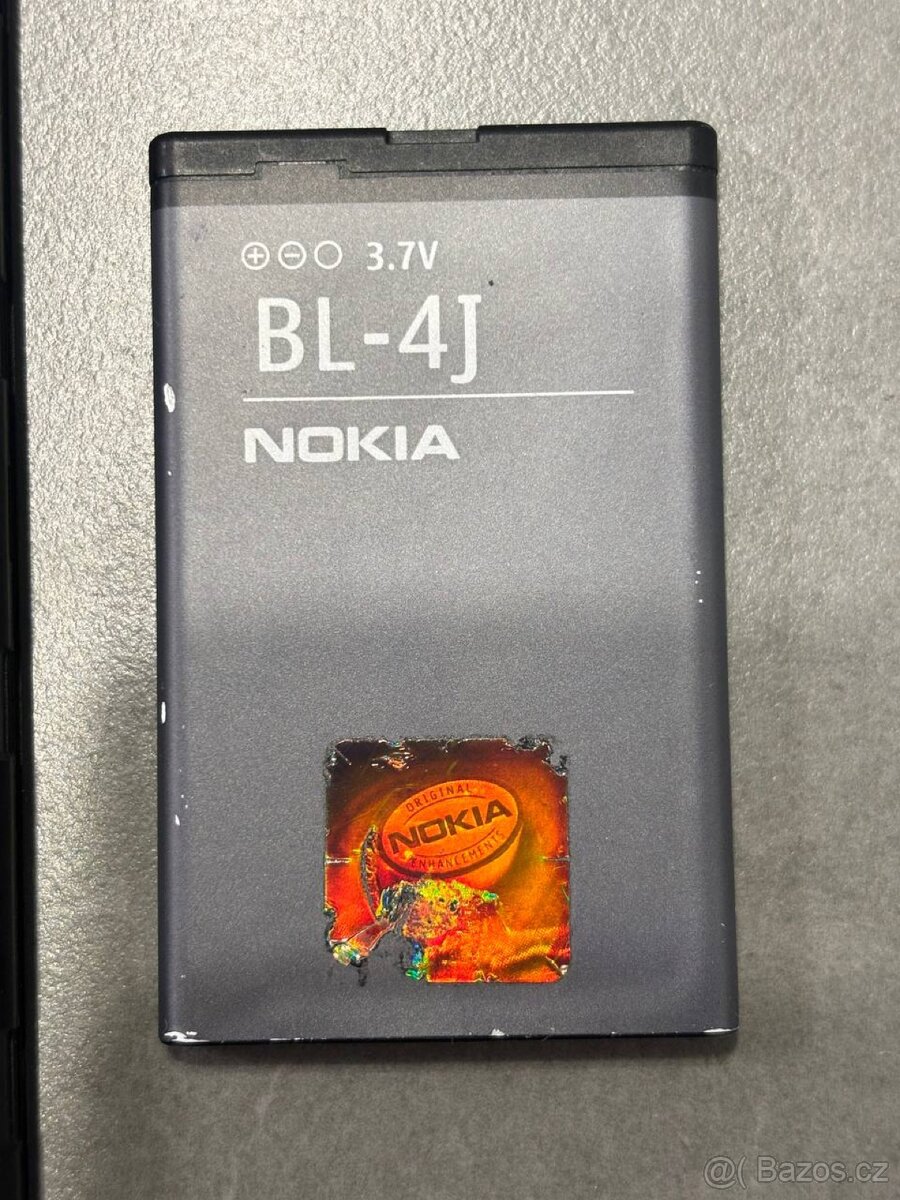 ⊕⊖○ 3.7V
BL-4J
NOKIA
ORIGINAL
NOKIA
ENHANCEMENTS
@( Bazos.cz